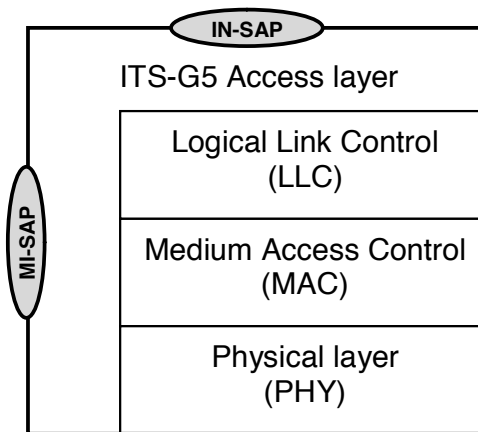 IN-SAP
ITS-G5 Access layer
Logical Link Control
(LLC)
MI-SAP
Medium Access Control
(MAC)
Physical layer
(PHY)